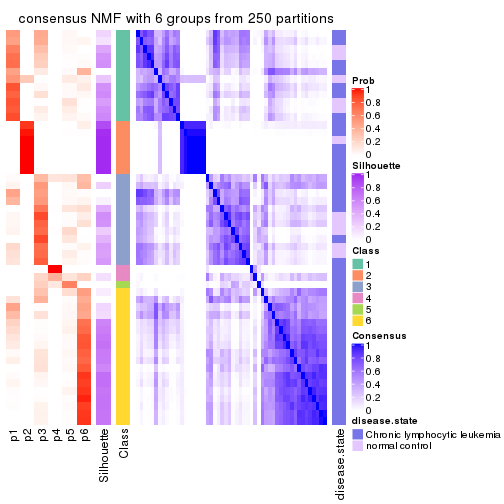 consensus NMF with 6 groups from 250 partitions
Prob
1
0.8
0.6
0.4
0.2
0
Silhouette
1
0.8
0.6
0.4
0.2
0
Class
1
2
3
4
5
6
Consensus
1
0.8
0.6
0.4
0.2
0
disease.state
Chronic lymphocytic leukemia
normal control
p1
p2
p3
p4
p5
p6
Silhouette
Class
disease.state